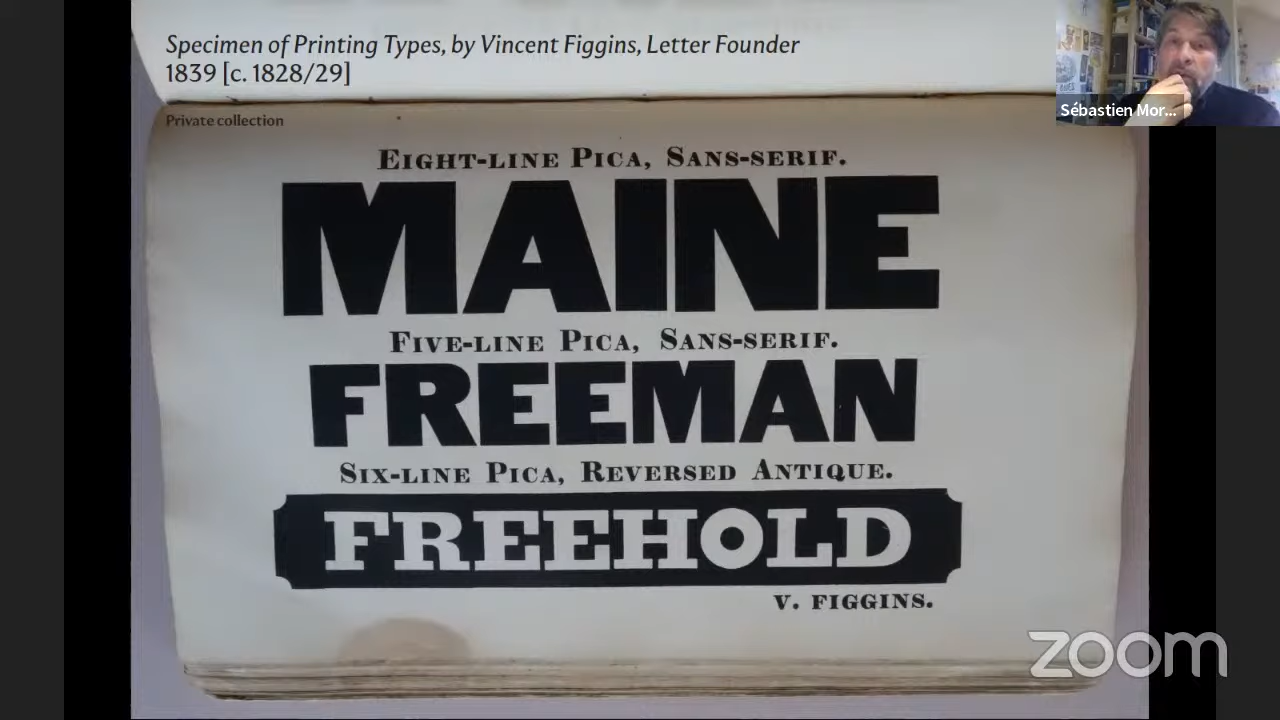 Specimen of Printing Types, by Vincent Figgins, Letter Founder
1839 [c. 1828/29]
Sébastien Mor...
Private collection
EIGHT-LINE PICA, SANS-SERIF.
MAINE
FIVE-LINE PICA, SANS-SERIF.
FREEMAN
SIX-LINE PICA, REVERSED ANTIQUE.
FREEHOLD
V. FIGGINS.
zoom